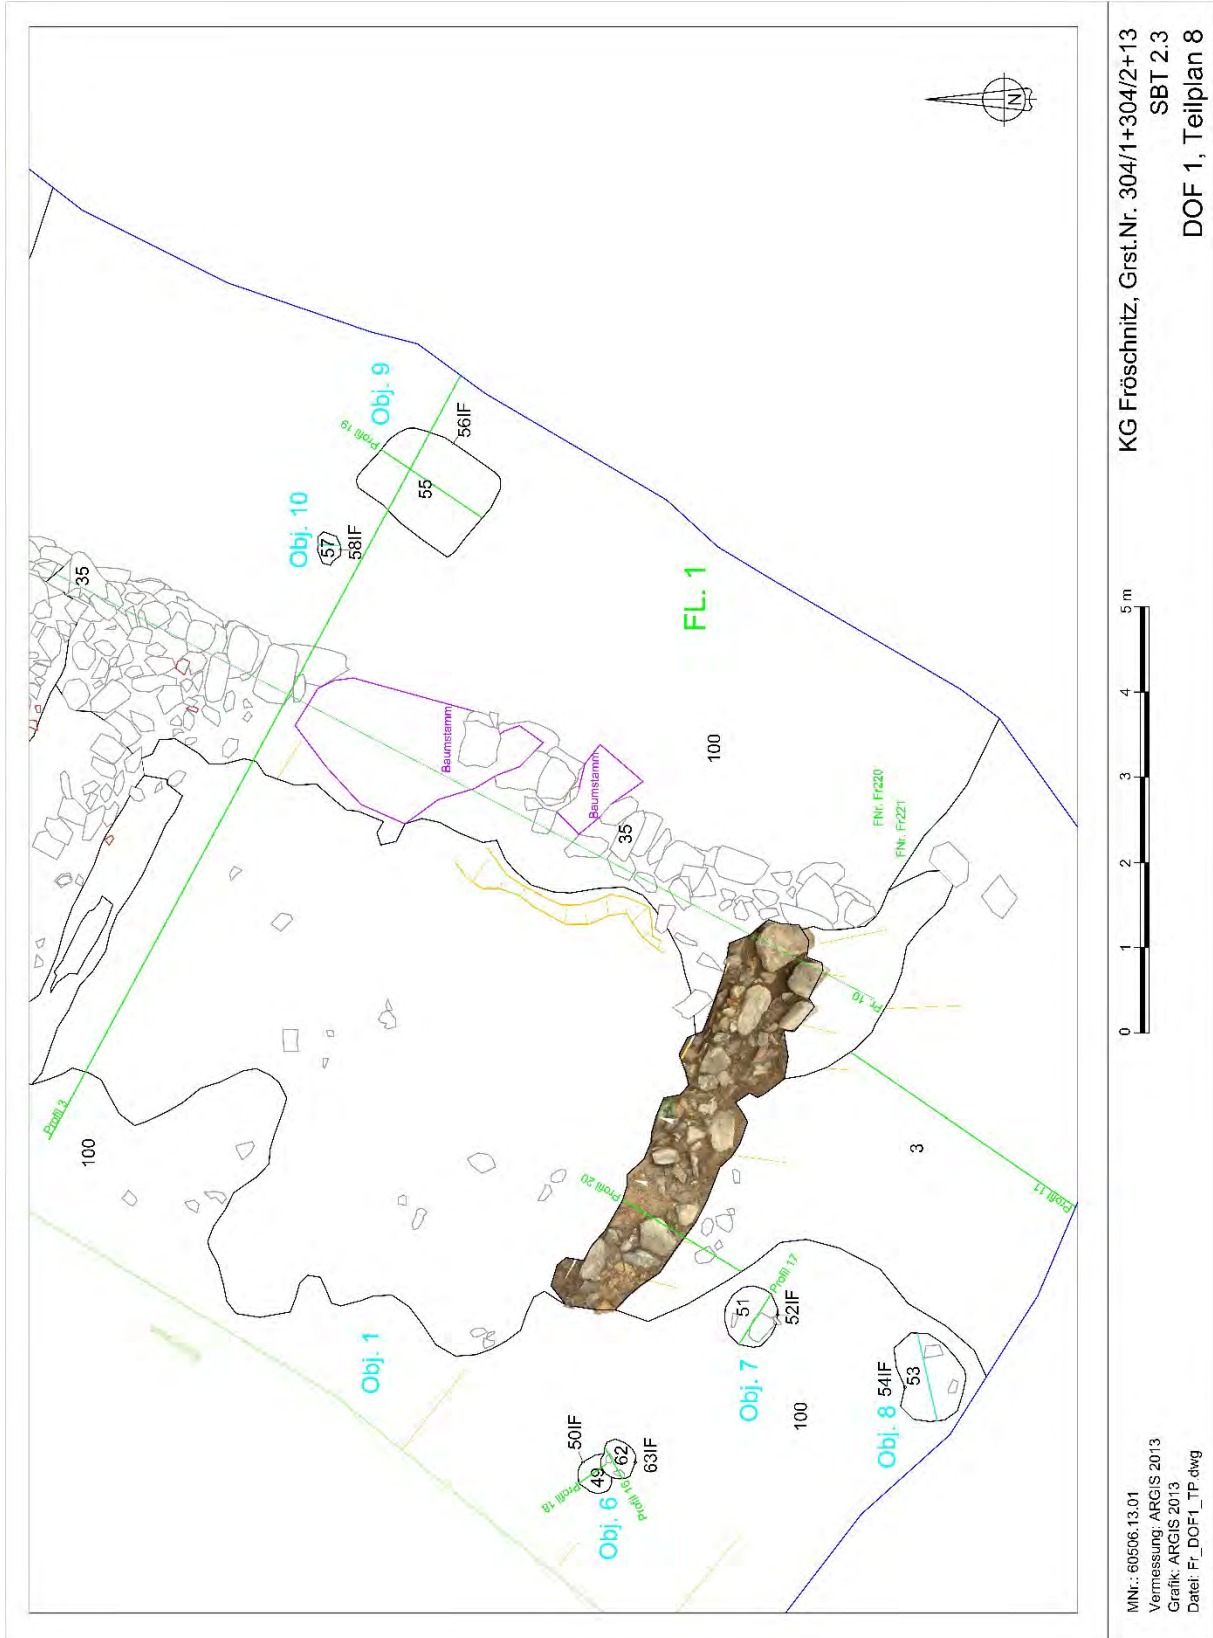 KG Fröschnitz, Grst.Nr. 304/1+304/2+13
SBT 2.3
DOF 1, Teilplan 8
N
Obj. 9
Profil 19
56IF
55
Obj. 10
57
58IF
35
FL. 1
Baumstamm
Baumstamm
35
100
FNr. Fr220
FNr. Fr221
Profil 3
100
Pr. 10
Profil 20
3
Profil 11
Profil 17
51
52IF
Obj. 7
Obj. 1
100
54IF
53
Obj. 8
50IF
49
62
63IF
Profil 18
Profil 16
Obj. 6
0 1 2 3 4 5 m
MNr.: 60506.13.01
Vermessung: ARGIS 2013
Grafik: ARGIS 2013
Datei: Fr_DOF1_TP.dwg